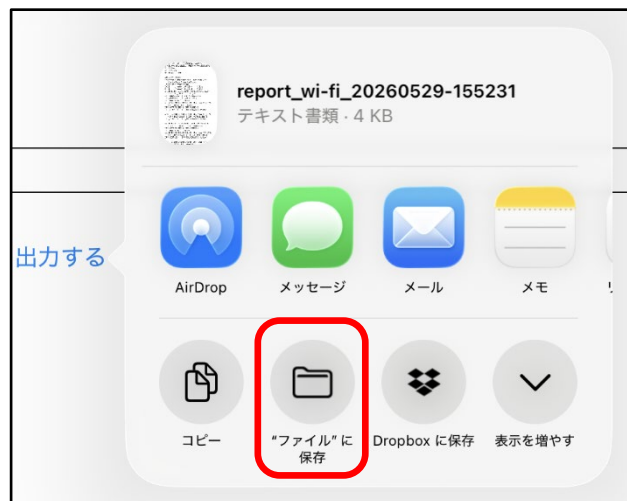 report_wi-fi_20260529-155231
テキスト書類 · 4 KB
出力する
AirDrop
メッセージ
メール
メモ
コピー
“ファイル”に
保存
Dropbox に保存
表示を増やす